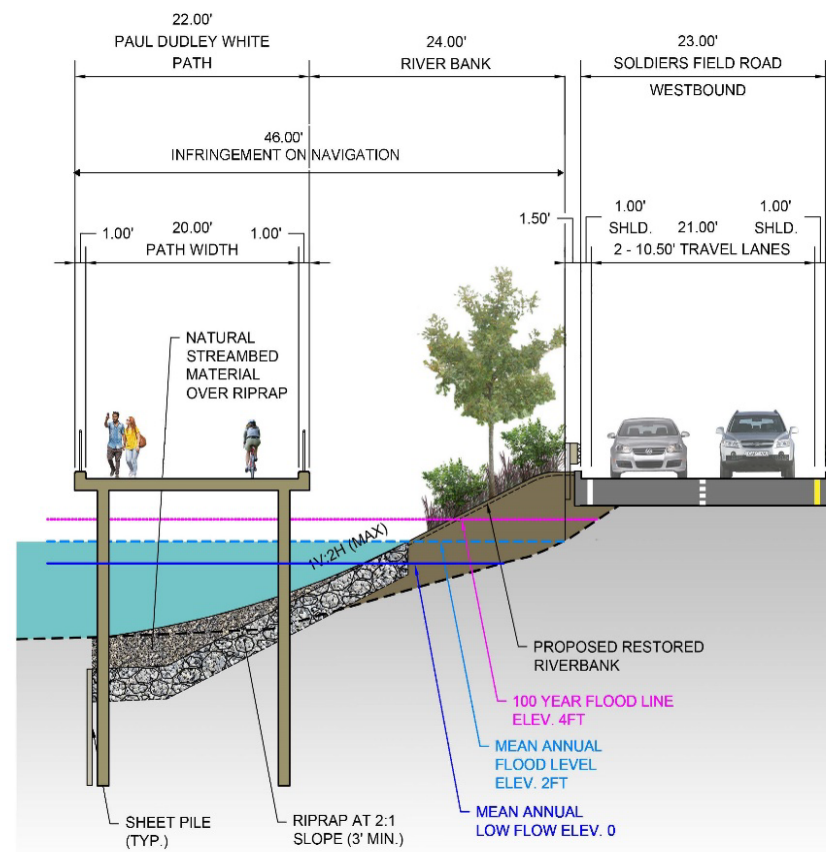 22.00'
PAUL DUDLEY WHITE
PATH
24.00'
RIVER BANK
23.00'
SOLDIERS FIELD ROAD
WESTBOUND
46.00'
INFRINGEMENT ON NAVIGATION
1.00'
20.00'
PATH WIDTH
1.00'
1.50'
1.00'
SHLD.
21.00'
2 - 10.50' TRAVEL LANES
1.00'
SHLD.
NATURAL
STREAMBED
MATERIAL
OVER RIPRAP
1V:2H (MAX)
PROPOSED RESTORED
RIVERBANK
100 YEAR FLOOD LINE
ELEV. 4FT
MEAN ANNUAL
FLOOD LEVEL
ELEV. 2FT
MEAN ANNUAL
LOW FLOW ELEV. 0
SHEET PILE
(TYP.)
RIPRAP AT 2:1
SLOPE (3' MIN.)